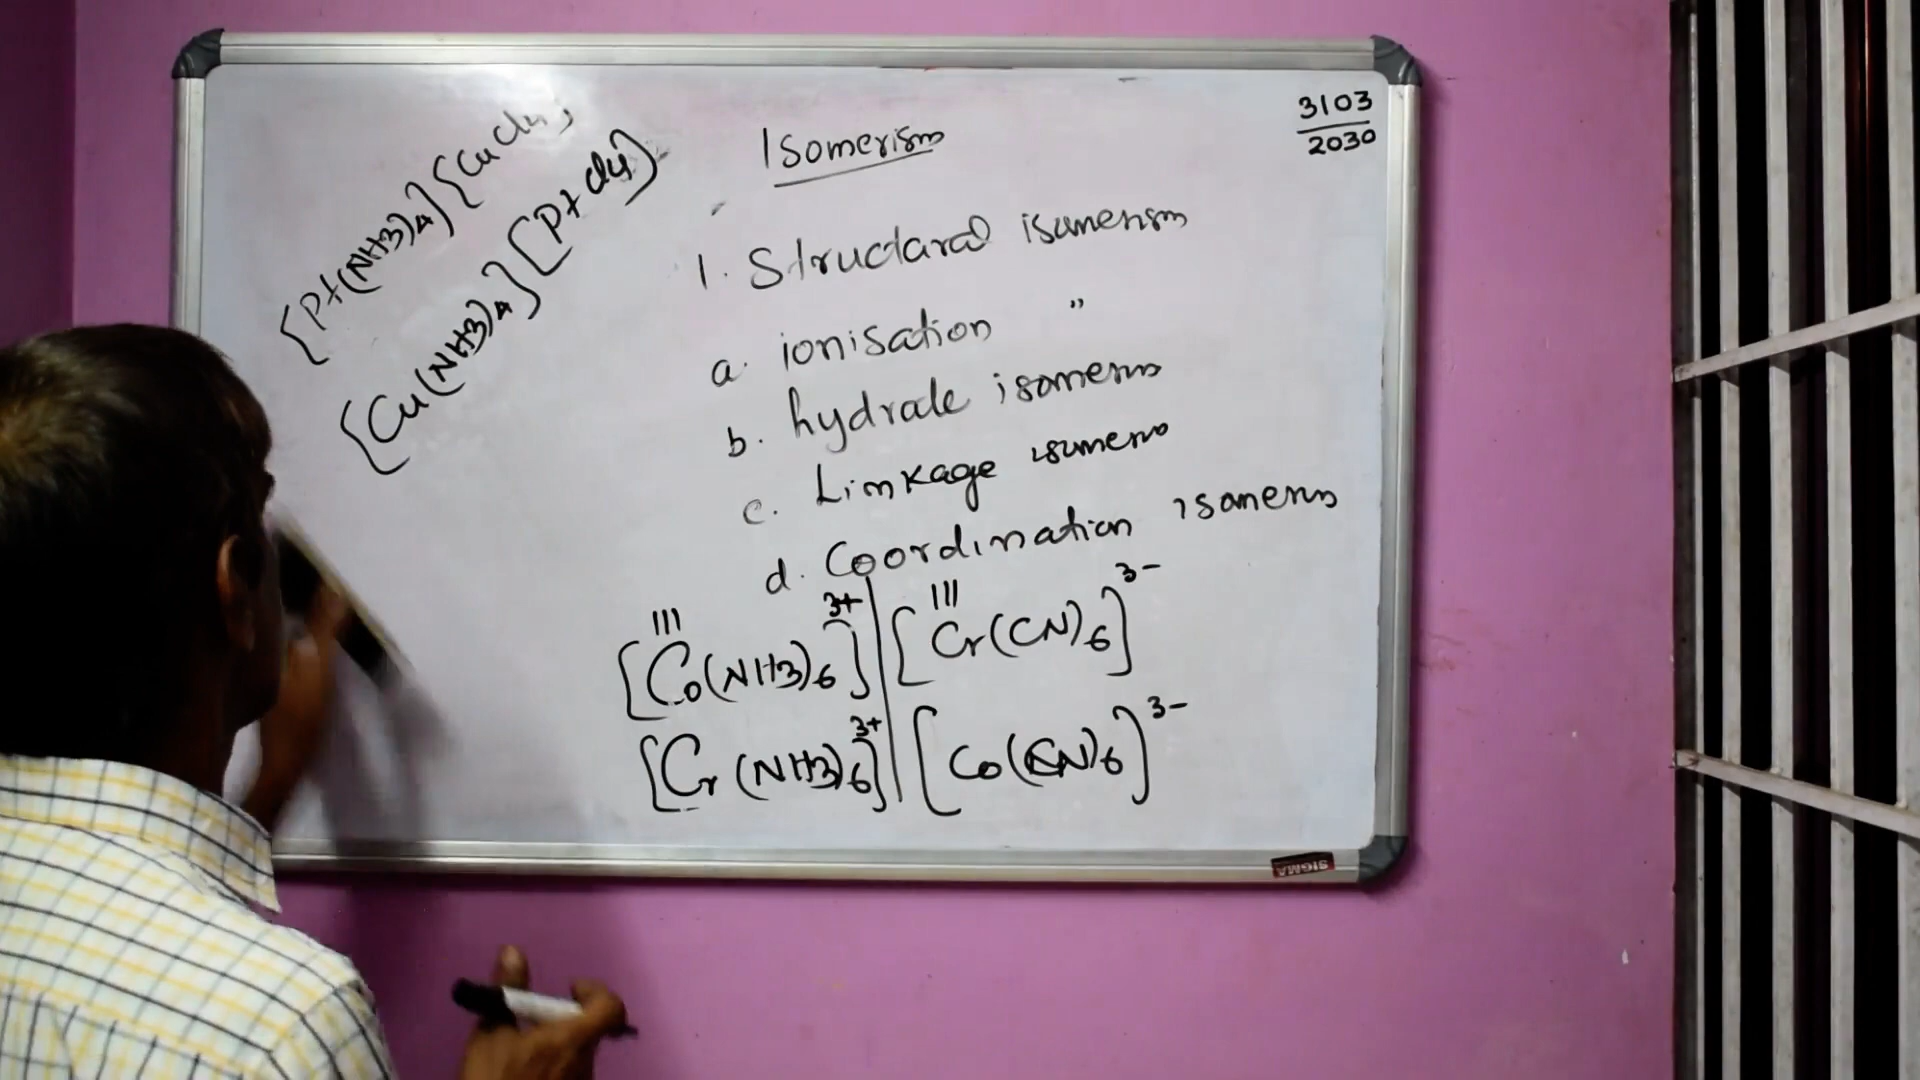 [Pt(NH3)4][CuCl4]
[Cu(NH3)4][PtCl4]
Isomerism
3103
2030
1. Structural isomerism
a. ionisation "
b. hydrate isomerism
c. Linkage isomerism
d. Coordination isomerism
III 3+ III 3-
[Co(NH3)6] [Cr(CN)6]
3+ 3-
[Cr(NH3)6] [Co(CN)6]
SIGMA